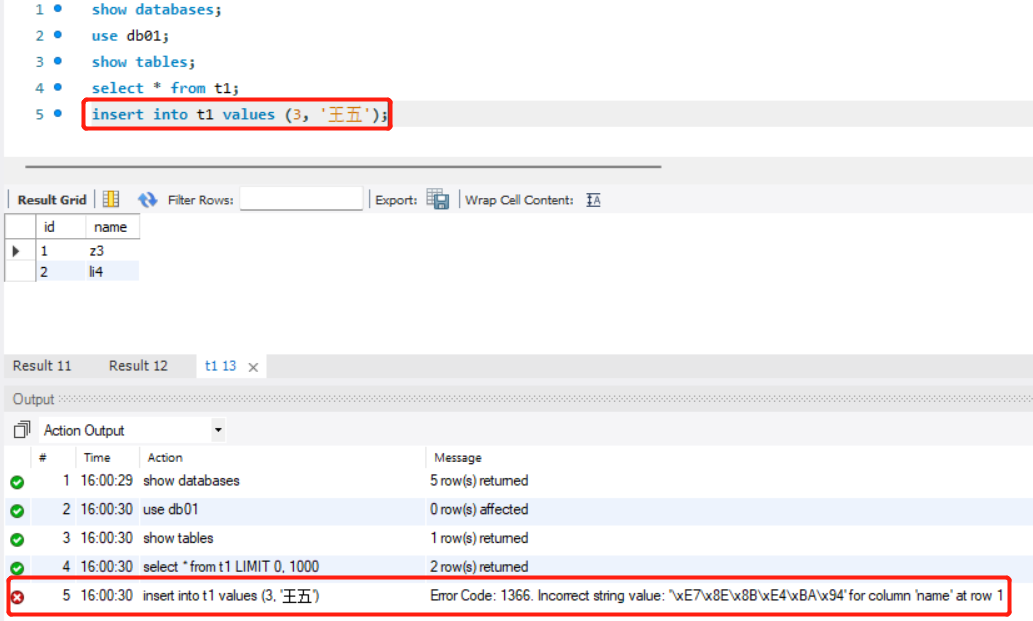 1 show databases;
2 use db01;
3 show tables;
4 select * from t1;
5 insert into t1 values (3, '王五');
Result Grid Filter Rows: Export: Wrap Cell Content: IA
id name
1 z3
2 li4
Result 11 Result 12 t1 13
Output
Action Output
# Time Action Message
1 16:00:29 show databases 5 row(s) returned
2 16:00:30 use db01 0 row(s) affected
3 16:00:30 show tables 1 row(s) returned
4 16:00:30 select * from t1 LIMIT 0, 1000 2 row(s) returned
5 16:00:30 insert into t1 values (3, '王五') Error Code: 1366. Incorrect string value: '\xE7\x8E\x8B\xE4\xBA\x94' for column 'name' at row 1